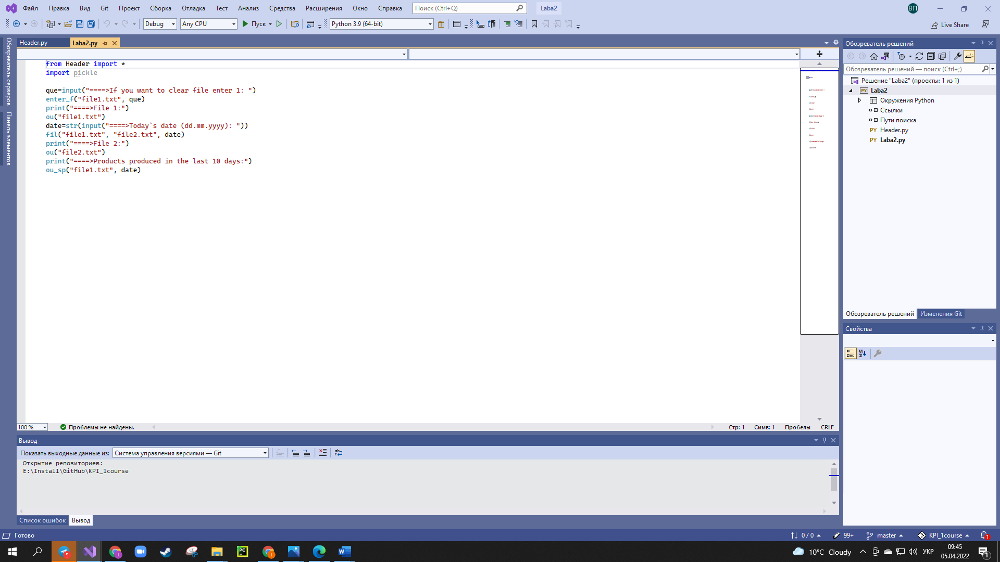 Файл Правка Вид Git Проект Сборка Отладка Тест Анализ Средства Расширения Окно Справка Поиск (Ctrl+Q) Laba2 ВП
Debug Any CPU Пуск Python 3.9 (64-bit) Live Share
Обозреватель серверов
Панель элементов
Header.py Laba2.py
from Header import *
import pickle
que=input("====>If you want to clear file enter 1: ")
enter_f("file1.txt", que)
print("====>File 1:")
ou("file1.txt")
date=str(input("====>Today`s date (dd.mm.yyyy): "))
fil("file1.txt", "file2.txt", date)
print("====>File 2:")
ou("file2.txt")
print("====>Products produced in the last 10 days:")
ou_sp("file1.txt", date)
100 % Проблемы не найдены. Стр: 1 Симв: 1 Пробелы CRLF
Вывод
Показать выходные данные из: Система управления версиями — Git
Открытие репозиториев:
E:\Install\GitHub\KPI_1course
Список ошибок Вывод
Обозреватель решений
Обозреватель решений — поиск (Ctrl+;)
Решение "Laba2" (проекты: 1 из 1)
PY Laba2
Окружения Python
Ссылки
Пути поиска
PY Header.py
PY Laba2.py
Обозреватель решений Изменения Git
Свойства
Готово 0 / 0 99+ master KPI_1course 1
5 PC W 10°C Cloudy УКР 09:45
05.04.2022 1